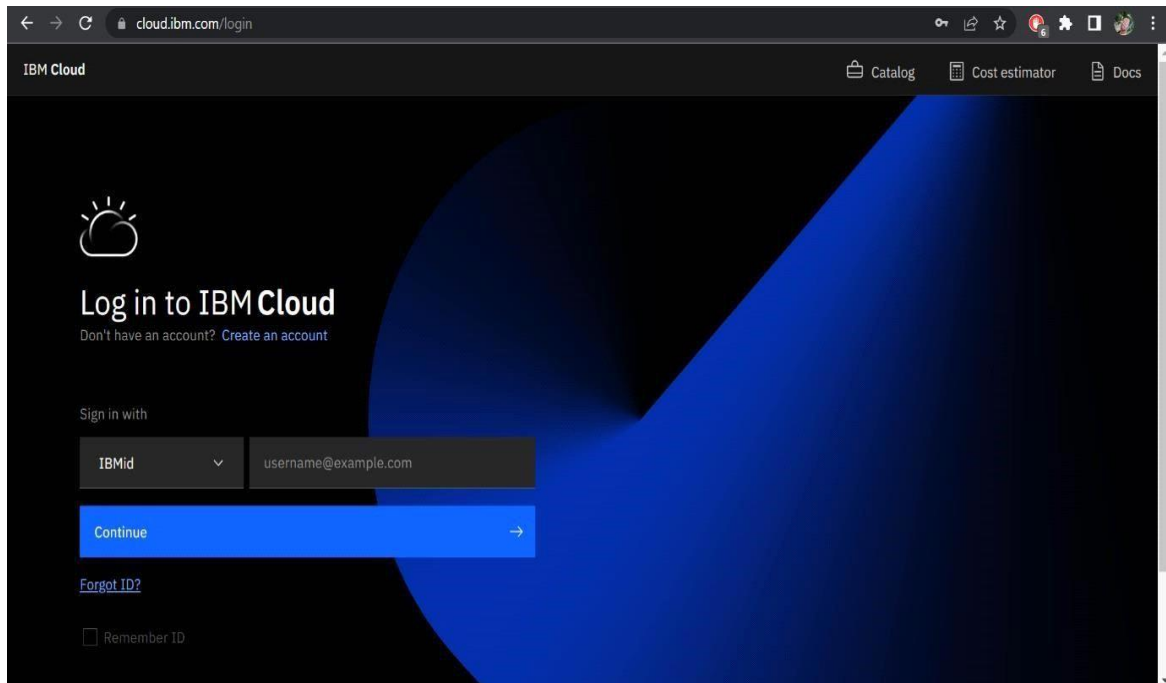 cloud.ibm.com/login
6
IBM Cloud
Catalog
Cost estimator
Docs
Log in to IBM Cloud
Don't have an account? Create an account
Sign in with
IBMid
username@example.com
Continue
Forgot ID?
Remember ID